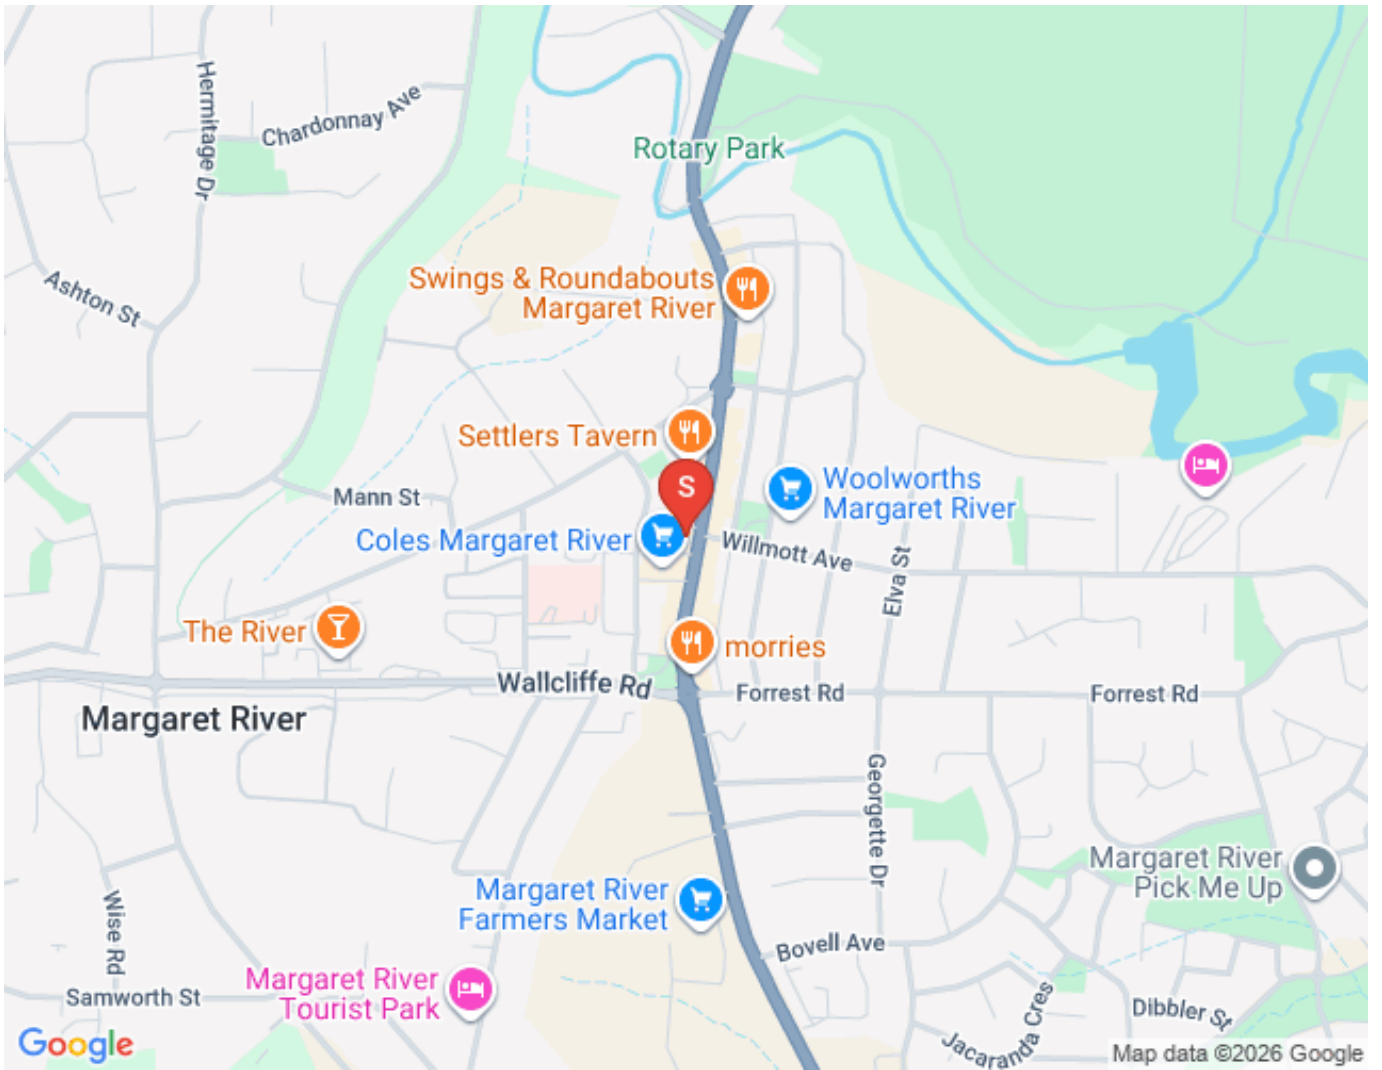 Hermitage Dr
Chardonnay Ave
Rotary Park
Ashton St
Swings & Roundabouts
Margaret River
Settlers Tavern
S
Woolworths
Margaret River
Mann St
Coles Margaret River
Willmott Ave
Elva St
The River
morries
Wallcliffe Rd
Forrest Rd
Forrest Rd
Margaret River
Georgette Dr
Margaret River
Pick Me Up
Margaret River
Farmers Market
Wise Rd
Bovell Ave
Margaret River
Tourist Park
Samworth St
Dibbler St
Jacaranda Cres
Google
Map data ©2026 Google